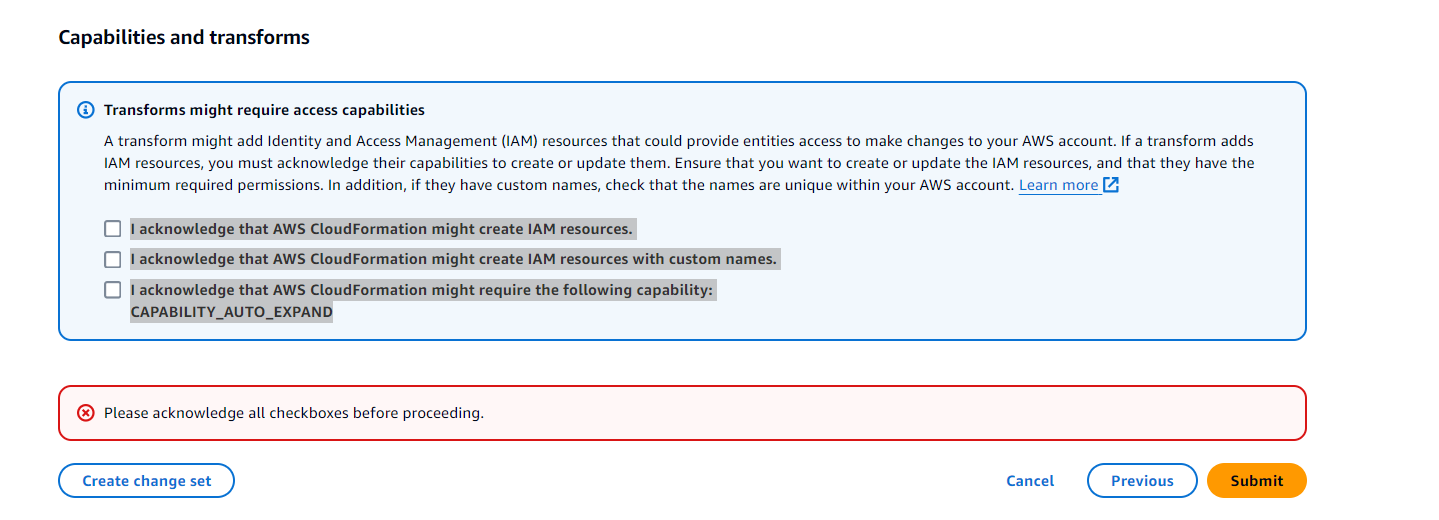 Capabilities and transforms
Transforms might require access capabilities
A transform might add Identity and Access Management (IAM) resources that could provide entities access to make changes to your AWS account. If a transform adds
IAM resources, you must acknowledge their capabilities to create or update them. Ensure that you want to create or update the IAM resources, and that they have the
minimum required permissions. In addition, if they have custom names, check that the names are unique within your AWS account. Learn more
I acknowledge that AWS CloudFormation might create IAM resources.
I acknowledge that AWS CloudFormation might create IAM resources with custom names.
I acknowledge that AWS CloudFormation might require the following capability:
CAPABILITY_AUTO_EXPAND
Please acknowledge all checkboxes before proceeding.
Create change set Cancel Previous Submit